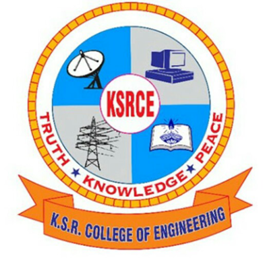 KSRCE
TRUTH ★ KNOWLEDGE ★ PEACE
K.S.R. COLLEGE OF ENGINEERING